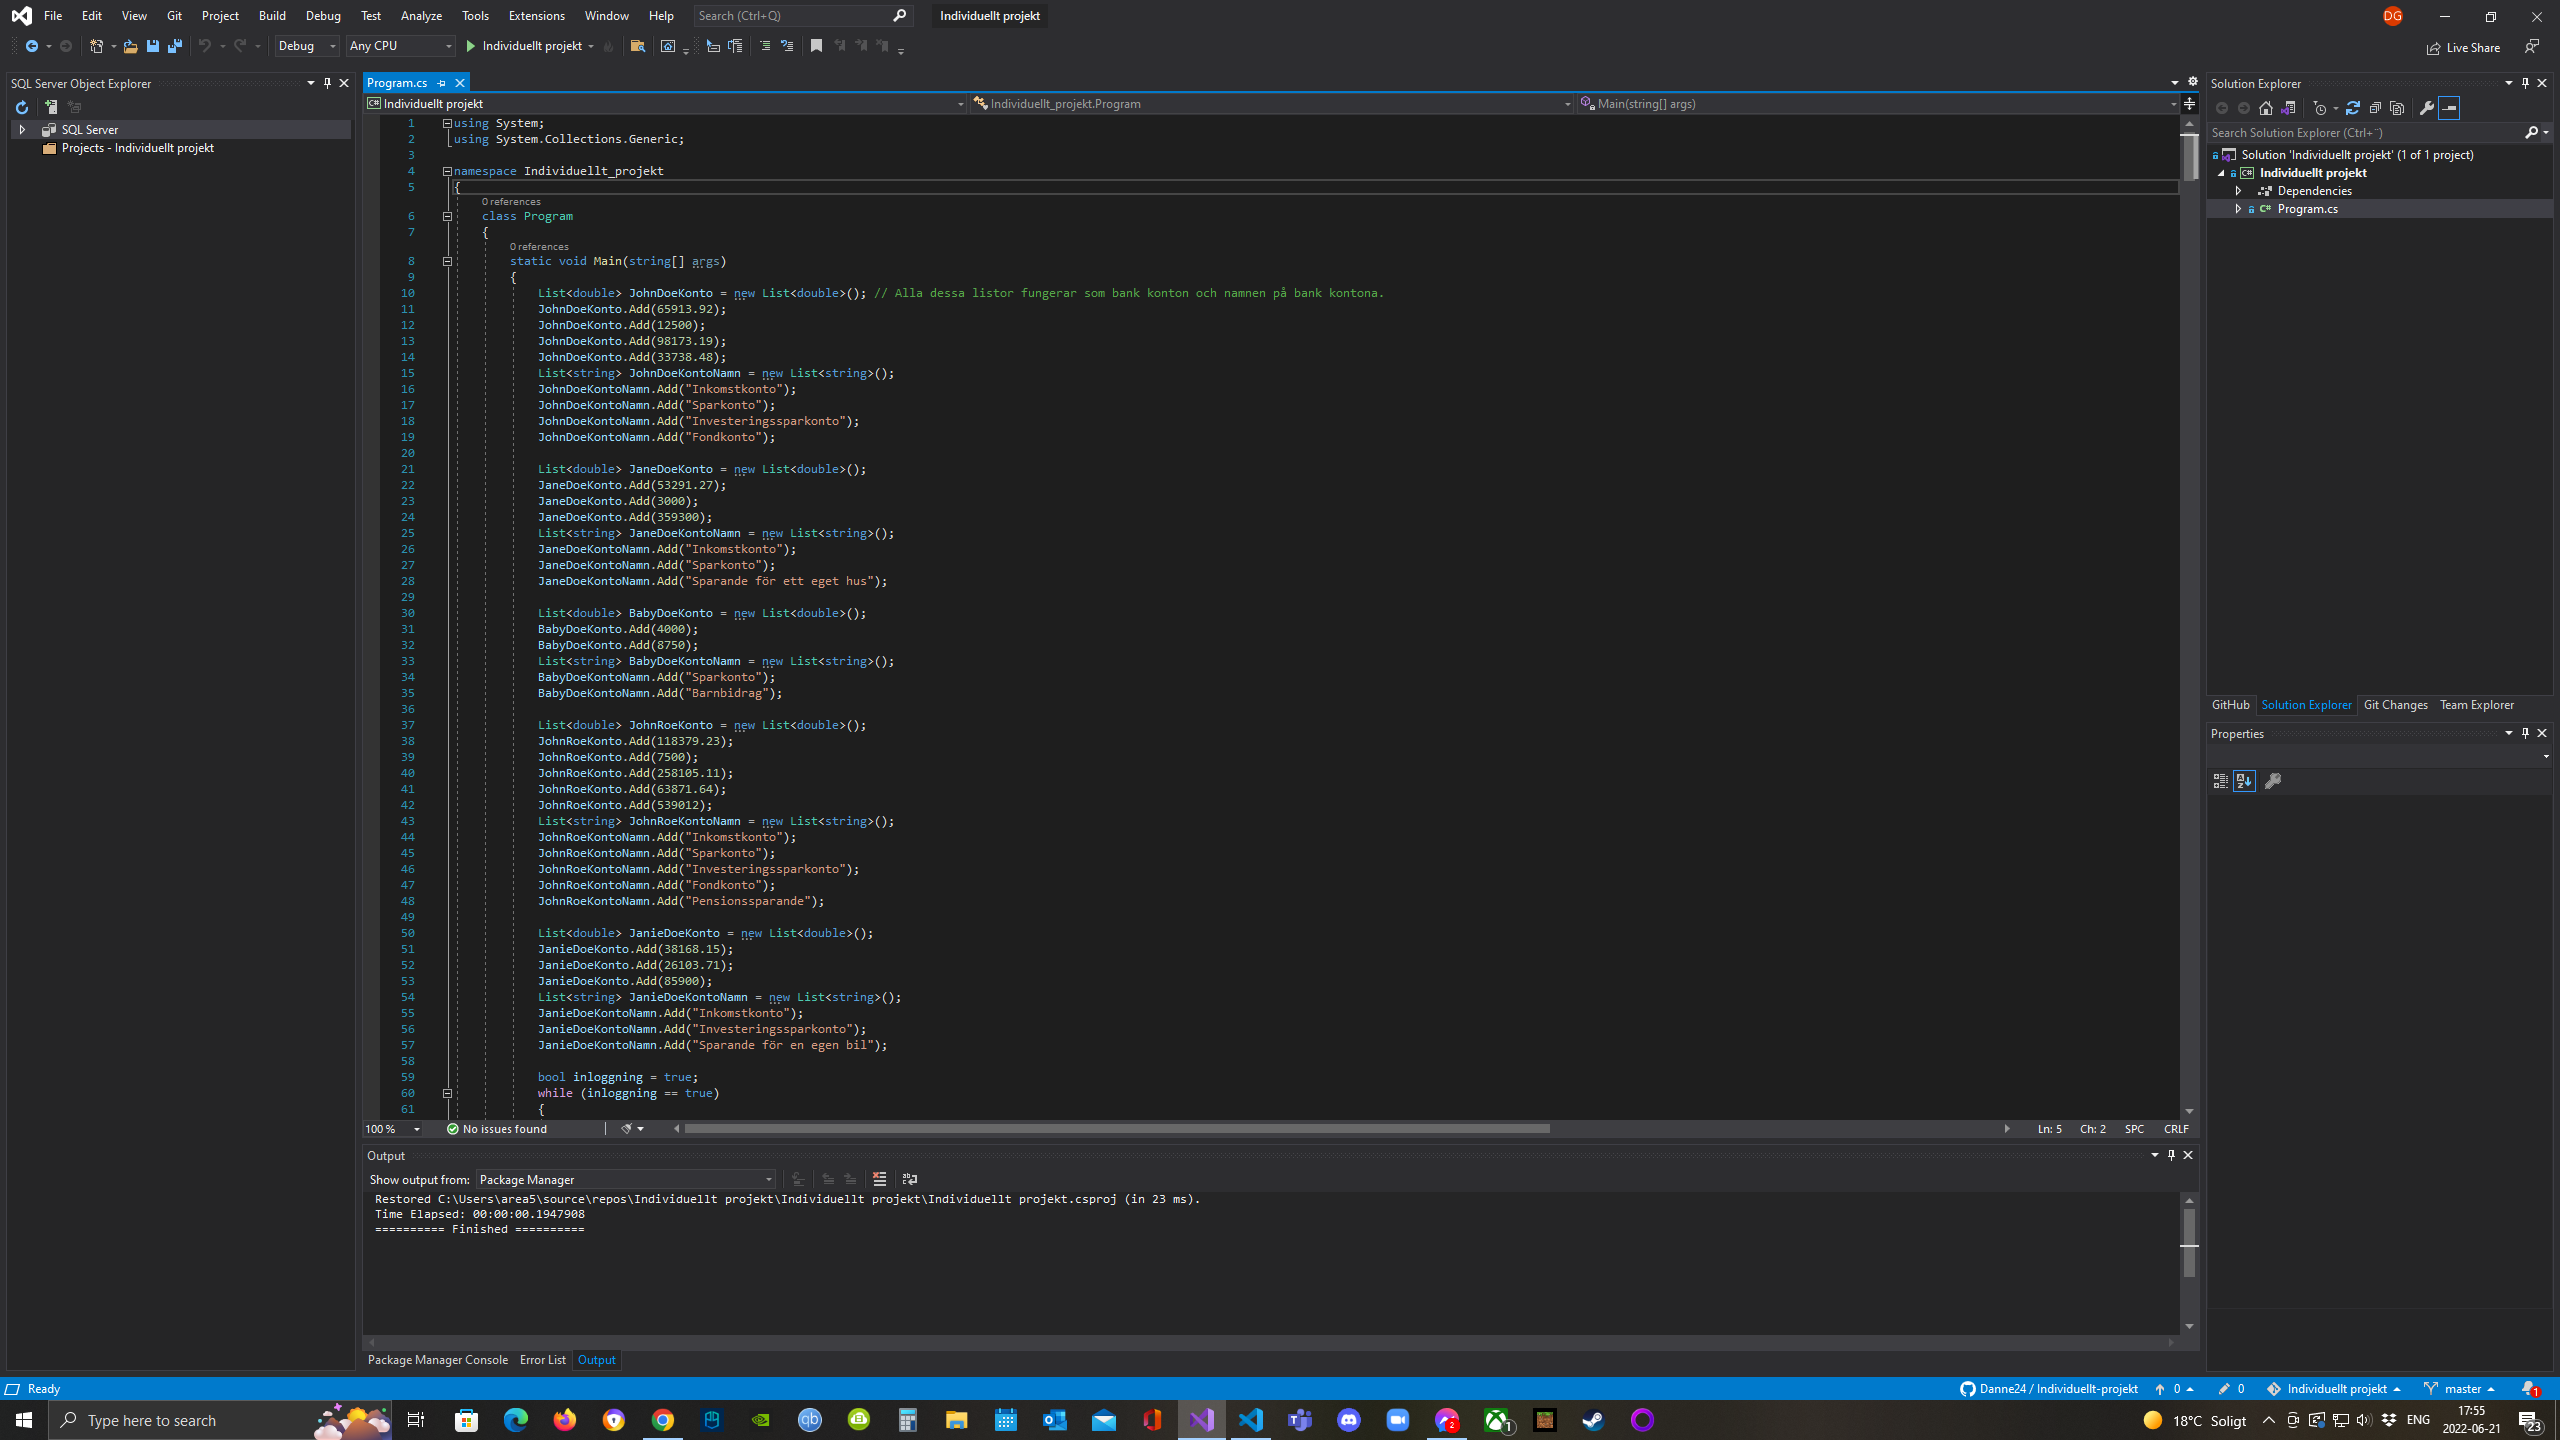 File Edit View Git Project Build Debug Test Analyze Tools Extensions Window Help Search (Ctrl+Q) Individuellt projekt DG
Debug Any CPU Individuellt projekt Live Share
SQL Server Object Explorer
SQL Server
Projects - Individuellt projekt
Program.cs
C# Individuellt projekt Individuellt_projekt.Program Main(string[] args)
1 using System;
2 using System.Collections.Generic;
3
4 namespace Individuellt_projekt
5 {
0 references
6 class Program
7 {
0 references
8 static void Main(string[] args)
9 {
10 List<double> JohnDoeKonto = new List<double>(); // Alla dessa listor fungerar som bank konton och namnen på bank kontona.
11 JohnDoeKonto.Add(65913.92);
12 JohnDoeKonto.Add(12500);
13 JohnDoeKonto.Add(98173.19);
14 JohnDoeKonto.Add(33738.48);
15 List<string> JohnDoeKontoNamn = new List<string>();
16 JohnDoeKontoNamn.Add("Inkomstkonto");
17 JohnDoeKontoNamn.Add("Sparkonto");
18 JohnDoeKontoNamn.Add("Investeringssparkonto");
19 JohnDoeKontoNamn.Add("Fondkonto");
20
21 List<double> JaneDoeKonto = new List<double>();
22 JaneDoeKonto.Add(53291.27);
23 JaneDoeKonto.Add(3000);
24 JaneDoeKonto.Add(359300);
25 List<string> JaneDoeKontoNamn = new List<string>();
26 JaneDoeKontoNamn.Add("Inkomstkonto");
27 JaneDoeKontoNamn.Add("Sparkonto");
28 JaneDoeKontoNamn.Add("Sparande för ett eget hus");
29
30 List<double> BabyDoeKonto = new List<double>();
31 BabyDoeKonto.Add(4000);
32 BabyDoeKonto.Add(8750);
33 List<string> BabyDoeKontoNamn = new List<string>();
34 BabyDoeKontoNamn.Add("Sparkonto");
35 BabyDoeKontoNamn.Add("Barnbidrag");
36
37 List<double> JohnRoeKonto = new List<double>();
38 JohnRoeKonto.Add(118379.23);
39 JohnRoeKonto.Add(7500);
40 JohnRoeKonto.Add(258105.11);
41 JohnRoeKonto.Add(63871.64);
42 JohnRoeKonto.Add(539012);
43 List<string> JohnRoeKontoNamn = new List<string>();
44 JohnRoeKontoNamn.Add("Inkomstkonto");
45 JohnRoeKontoNamn.Add("Sparkonto");
46 JohnRoeKontoNamn.Add("Investeringssparkonto");
47 JohnRoeKontoNamn.Add("Fondkonto");
48 JohnRoeKontoNamn.Add("Pensionssparande");
49
50 List<double> JanieDoeKonto = new List<double>();
51 JanieDoeKonto.Add(38168.15);
52 JanieDoeKonto.Add(26103.71);
53 JanieDoeKonto.Add(85900);
54 List<string> JanieDoeKontoNamn = new List<string>();
55 JanieDoeKontoNamn.Add("Inkomstkonto");
56 JanieDoeKontoNamn.Add("Investeringssparkonto");
57 JanieDoeKontoNamn.Add("Sparande för en egen bil");
58
59 bool inloggning = true;
60 while (inloggning == true)
61 {
100 % No issues found Ln: 5 Ch: 2 SPC CRLF
Output
Show output from: Package Manager
Restored C:\Users\area5\source\repos\Individuellt projekt\Individuellt projekt\Individuellt projekt.csproj (in 23 ms).
Time Elapsed: 00:00:00.1947908
========== Finished ==========
Package Manager Console Error List Output
Solution Explorer
Search Solution Explorer (Ctrl+¨)
Solution 'Individuellt projekt' (1 of 1 project)
C# Individuellt projekt
Dependencies
C# Program.cs
GitHub Solution Explorer Git Changes Team Explorer
Properties
Ready Danne24 / Individuellt-projekt 0 0 Individuellt projekt master 1
Type here to search qb 2 1 18°C Soligt ENG 17:55
2022-06-21 23